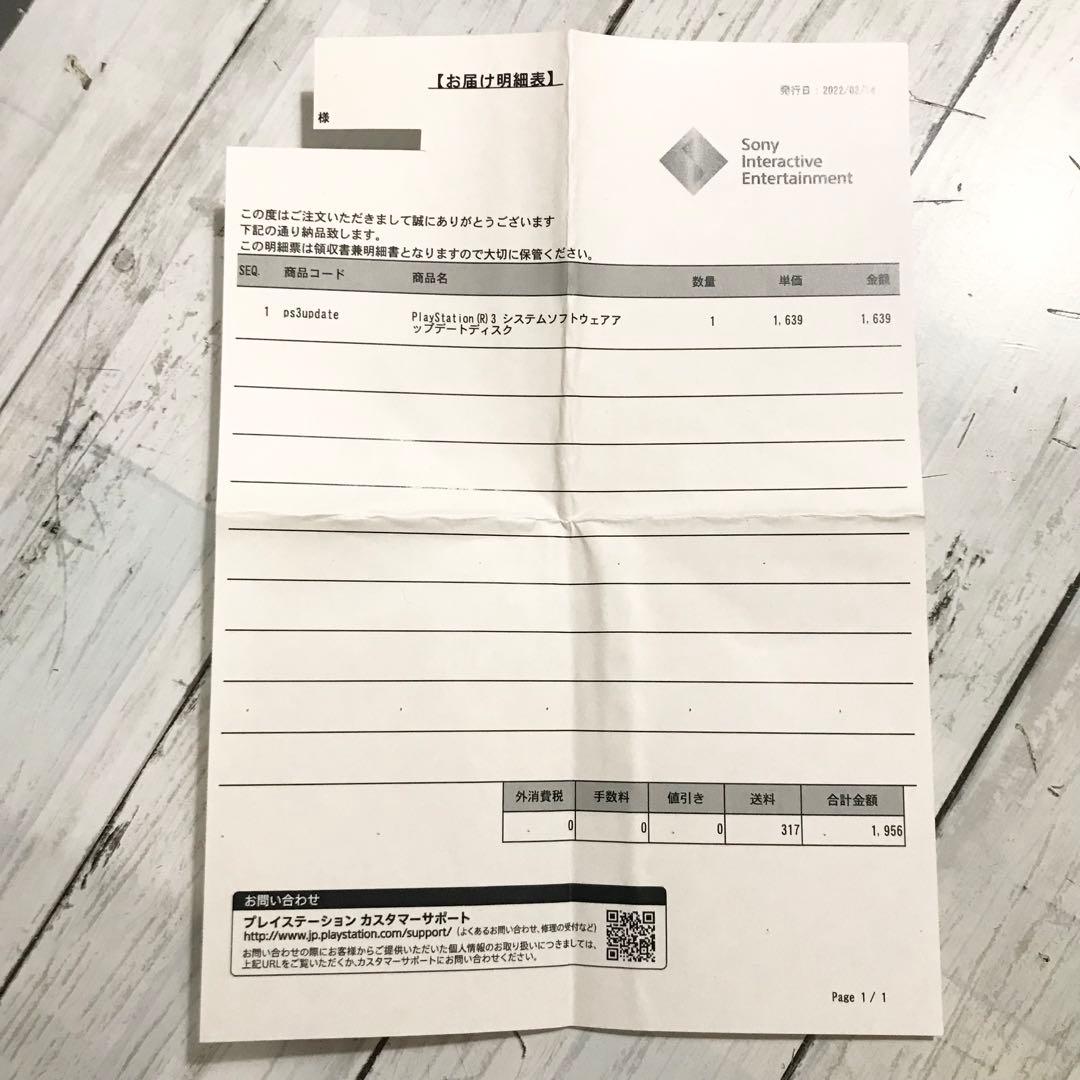 【お届け明細表】
発行日：2022/02/
様
Sony
Interactive
Entertainment
この度はご注文いただきまして誠にありがとうございます
下記の通り納品致します。
この明細票は領収書兼明細書となりますので大切に保管ください。
SEQ. 商品コード 商品名 数量 単価 金額
1 ps3update PlayStation(R)3 システムソフトウェアア 1 1,639 1,639
ップデートディスク
外消費税 手数料 値引き 送料 合計金額
0 0 0 317 1,956
お問い合わせ
プレイステーション カスタマーサポート
http://www.jp.playstation.com/support/（よくあるお問い合わせ、修理の受付など）
お問い合わせの際にお客様からご提供いただいた個人情報のお取り扱いにつきましては、
上記URLをご覧いただくか、カスタマーサポートにお問い合わせください。
Page 1 / 1